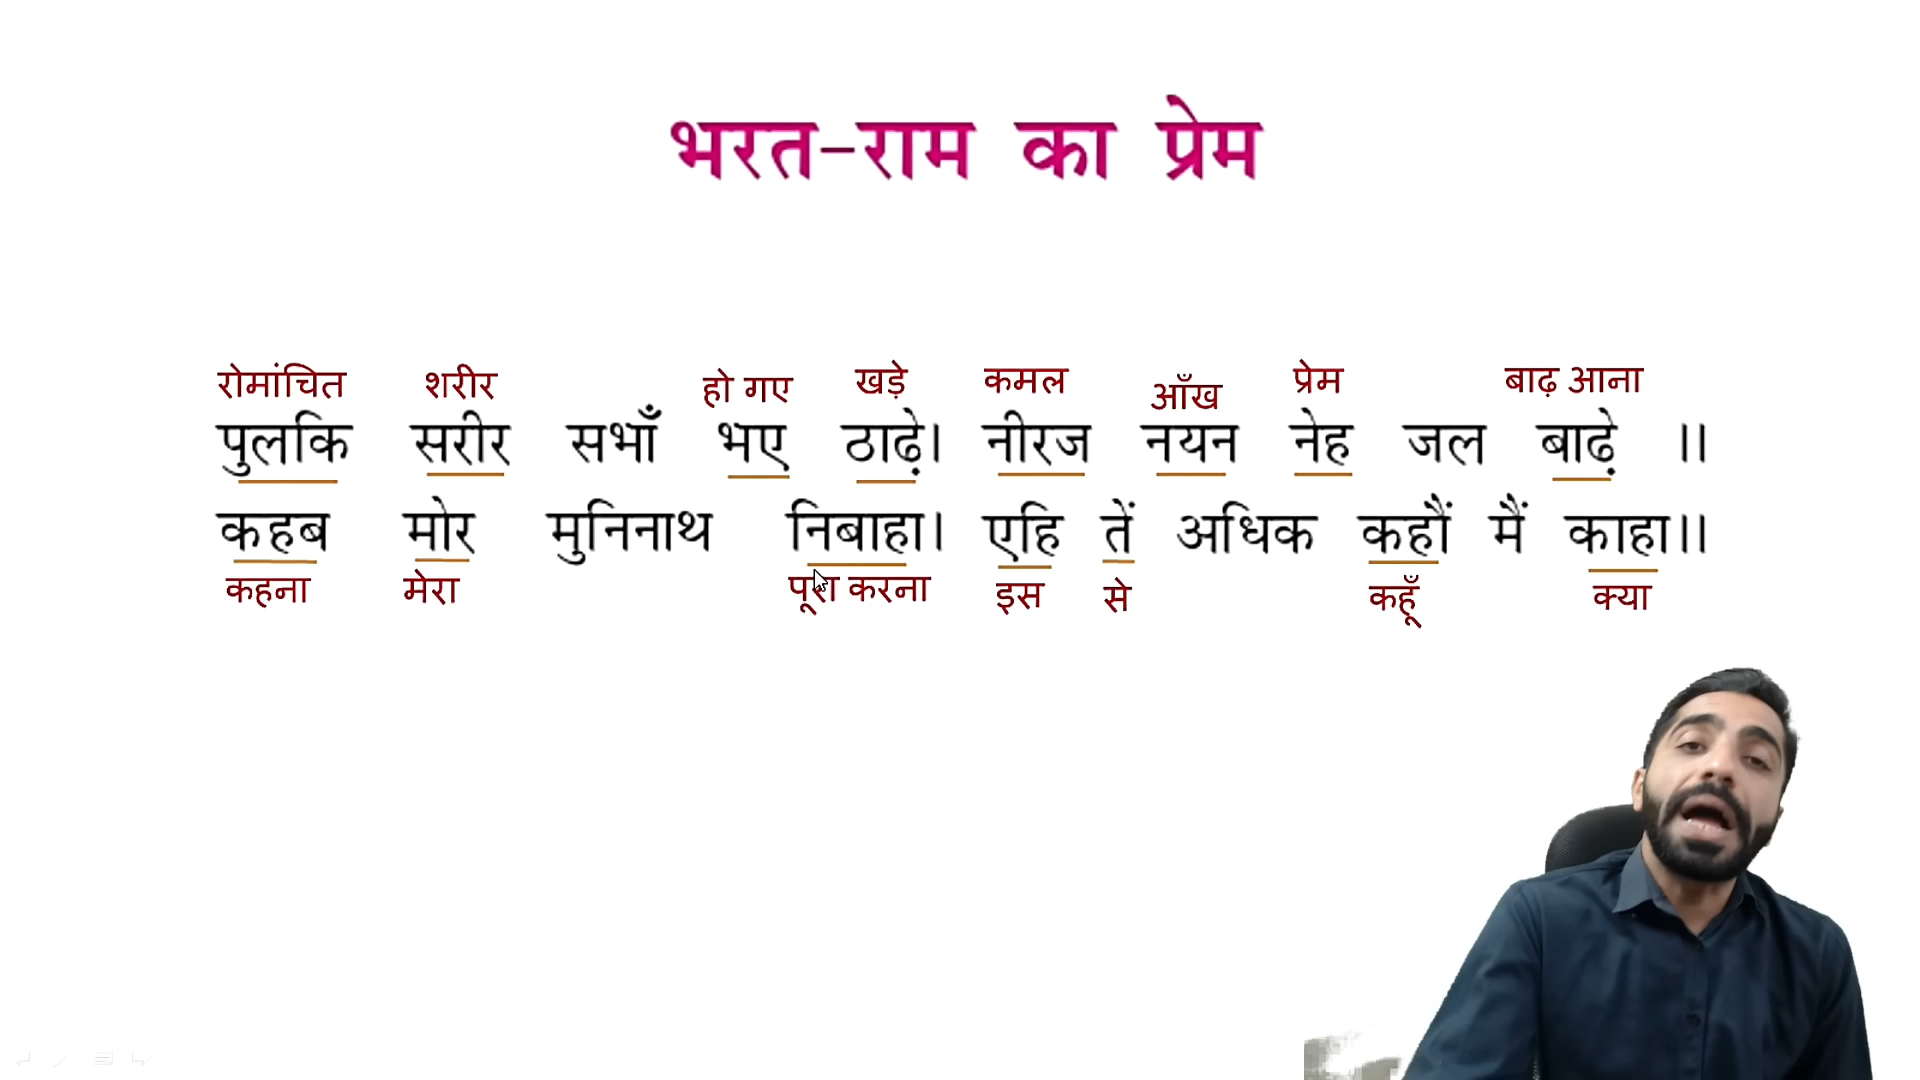 भरत-राम का प्रेम
रोमांचित शरीर हो गए खड़े कमल आँख प्रेम बाढ़ आना
पुलकि सरीर सभाँ भए ठाढ़े। नीरज नयन नेह जल बाढ़े ।।
कहब मोर मुनिनाथ निबाहा। एहि तें अधिक कहौं मैं काहा।।
कहना मेरा पूरा करना इस से कहूँ क्या